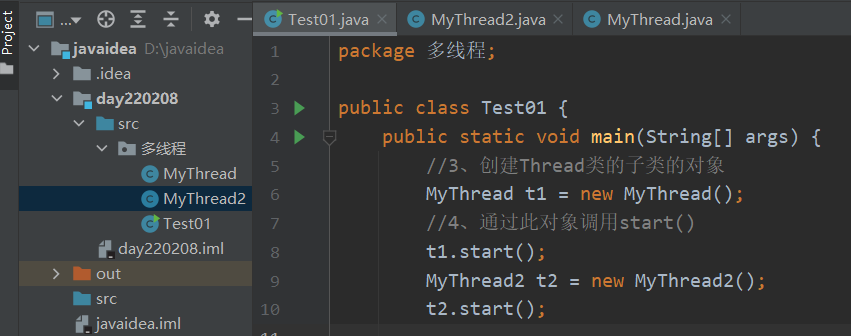 Project
...
javaidea D:\javaidea
.idea
day220208
src
多线程
MyThread
MyThread2
Test01
day220208.iml
out
src
javaidea.iml
Test01.java
MyThread2.java
MyThread.java
1 package 多线程;
2
3 public class Test01 {
4 public static void main(String[] args) {
5 //3、创建Thread类的子类的对象
6 MyThread t1 = new MyThread();
7 //4、通过此对象调用start()
8 t1.start();
9 MyThread2 t2 = new MyThread2();
10 t2.start();